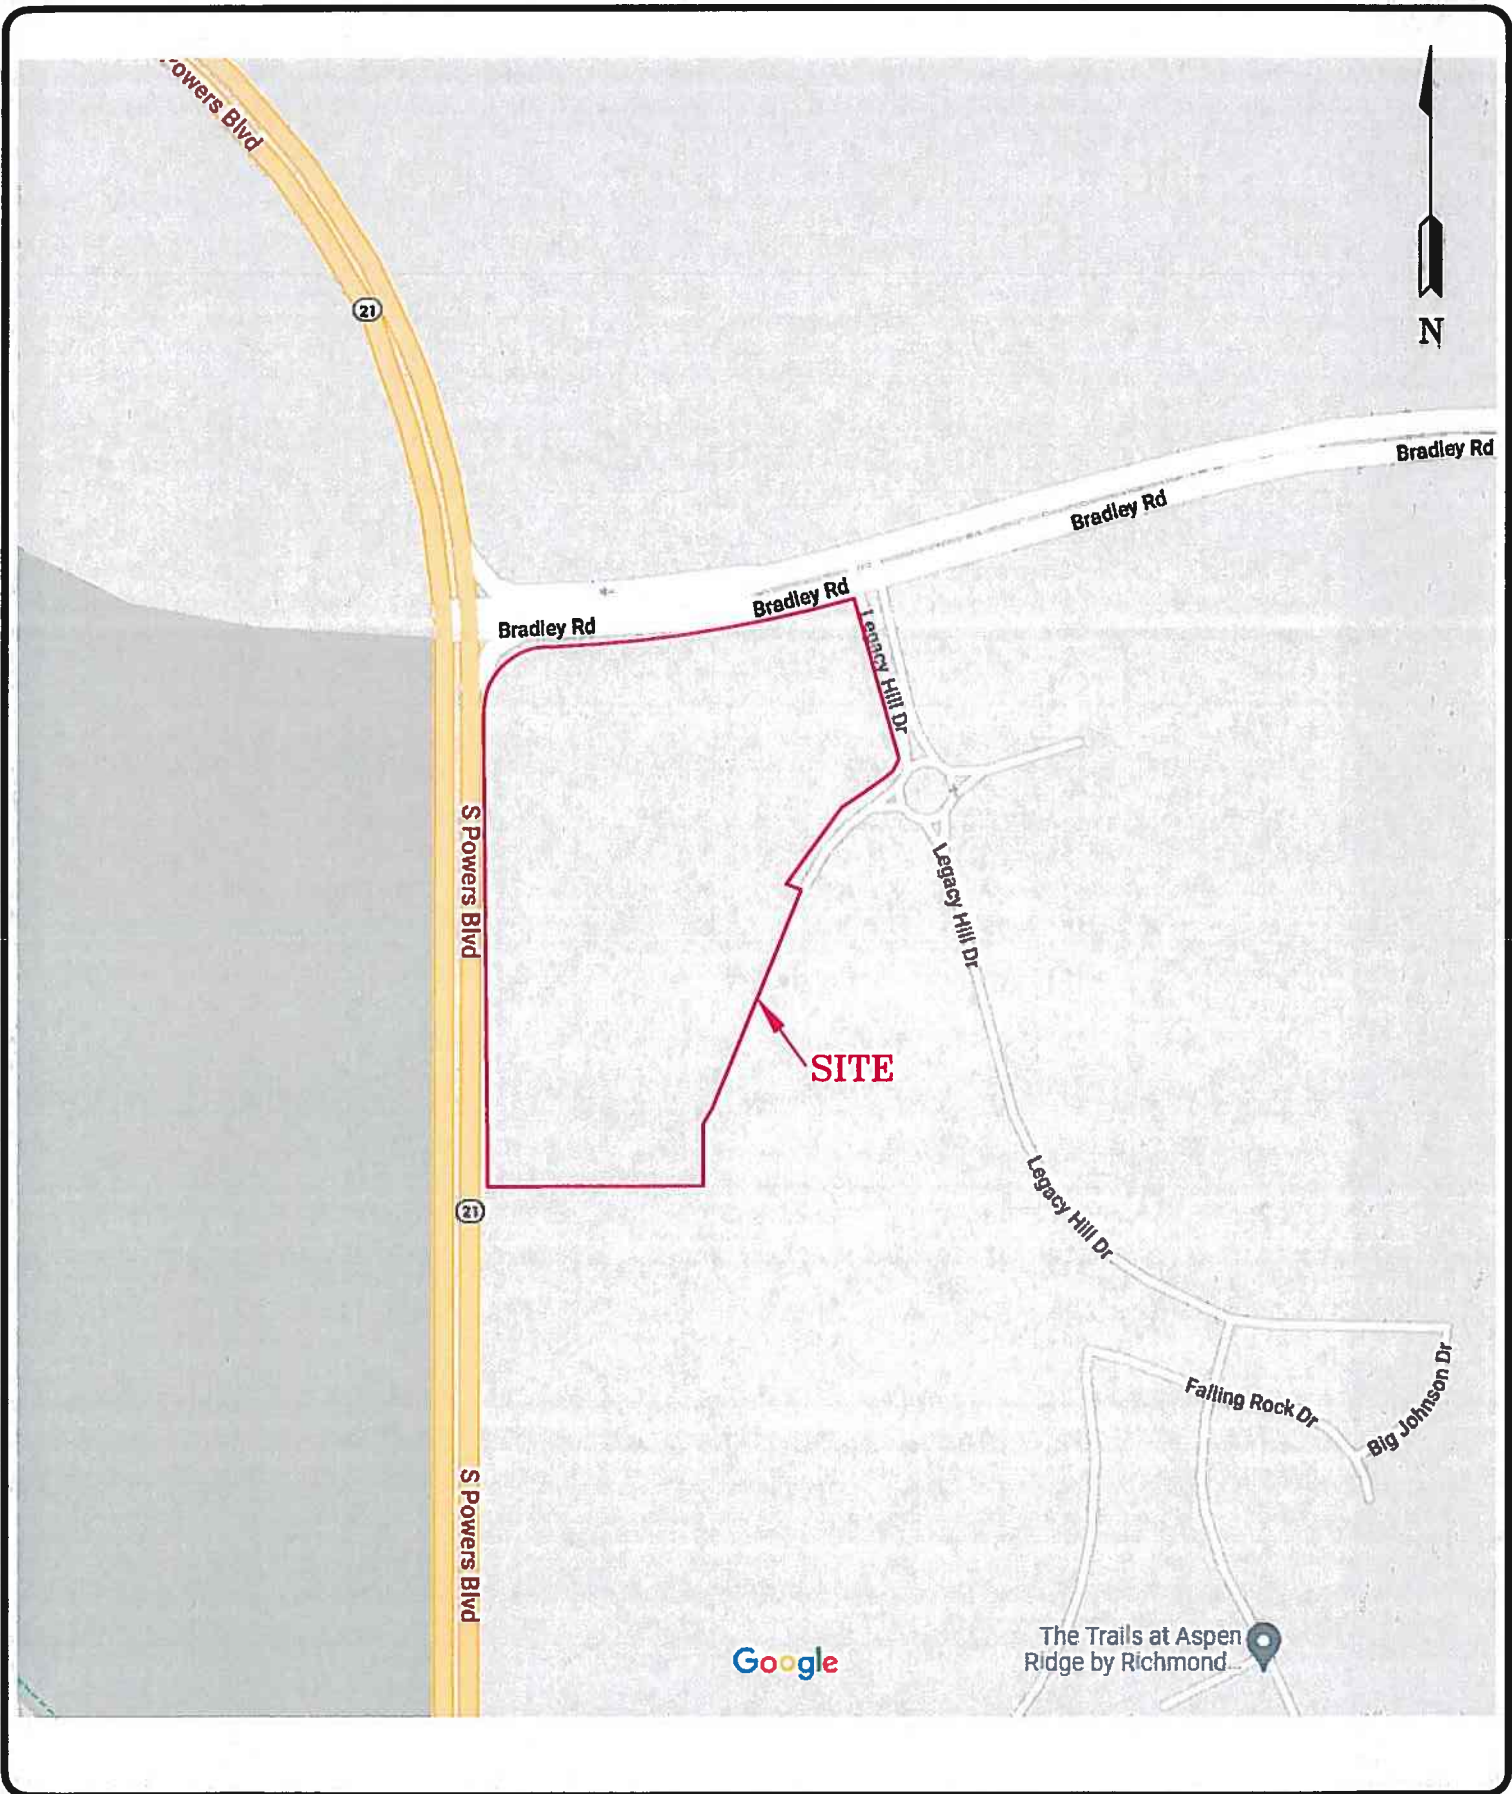 Powers Blvd
21
N
Bradley Rd
Bradley Rd
Bradley Rd
Bradley Rd
Legacy Hill Dr
S Powers Blvd
Legacy Hill Dr
SITE
Legacy Hill Dr
21
Big Johnson Dr
Falling Rock Dr
S Powers Blvd
The Trails at Aspen
Ridge by Richmond...
Google